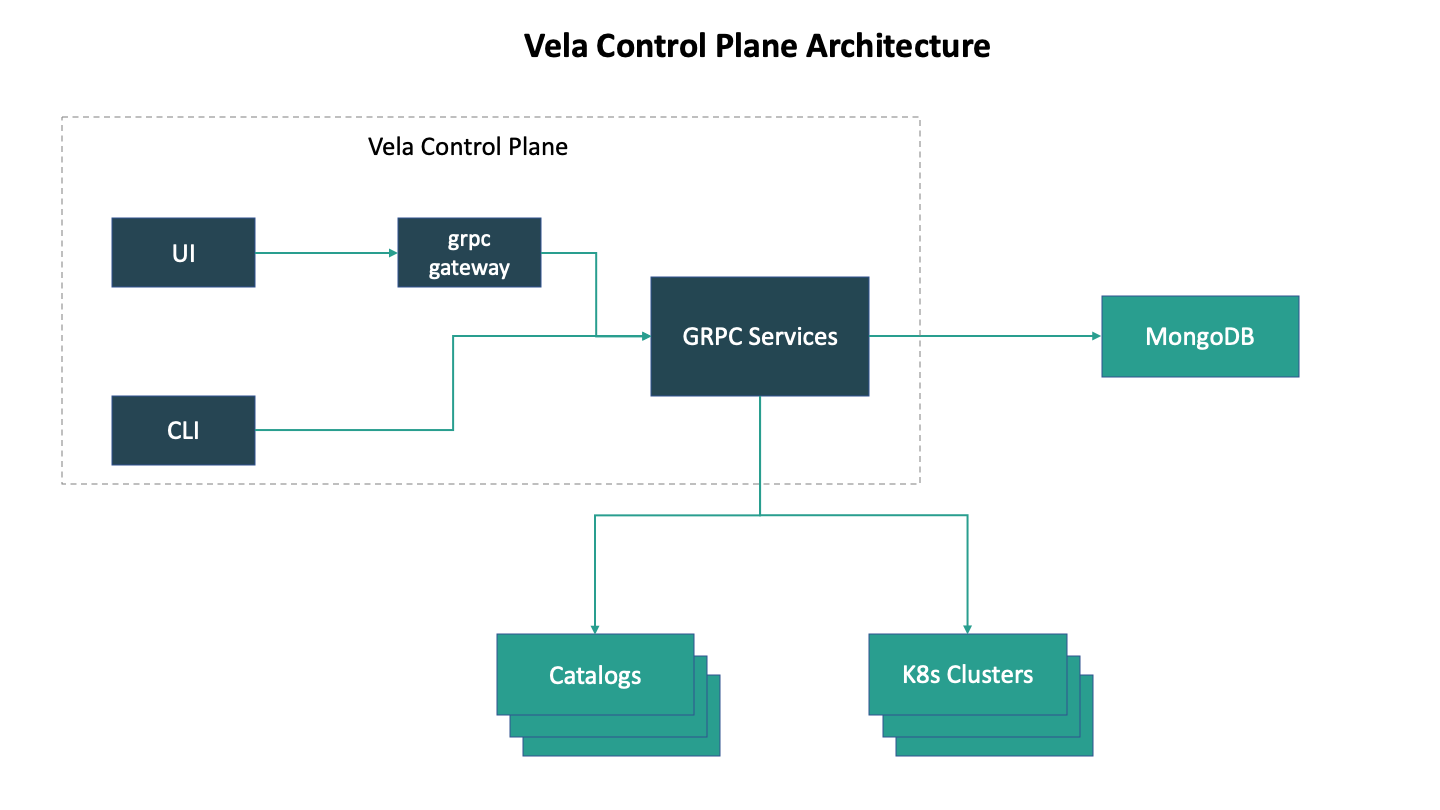 Vela Control Plane Architecture
Vela Control Plane
UI
grpc
gateway
GRPC Services
MongoDB
CLI
Catalogs
K8s Clusters